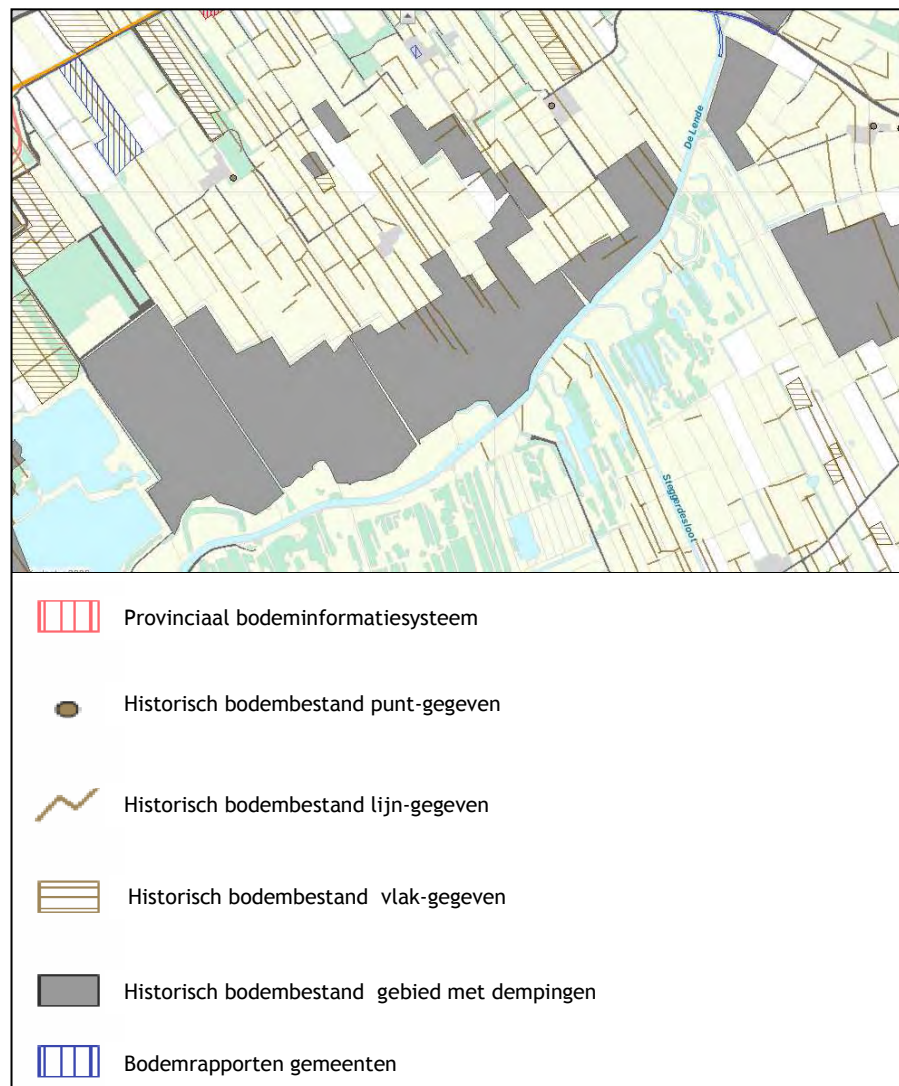 De Lende
Steggerdesloot
Provinciaal bodeminformatiesysteem
Historisch bodembestand punt-gegeven
Historisch bodembestand lijn-gegeven
Historisch bodembestand vlak-gegeven
Historisch bodembestand gebied met dempingen
Bodemrapporten gemeenten